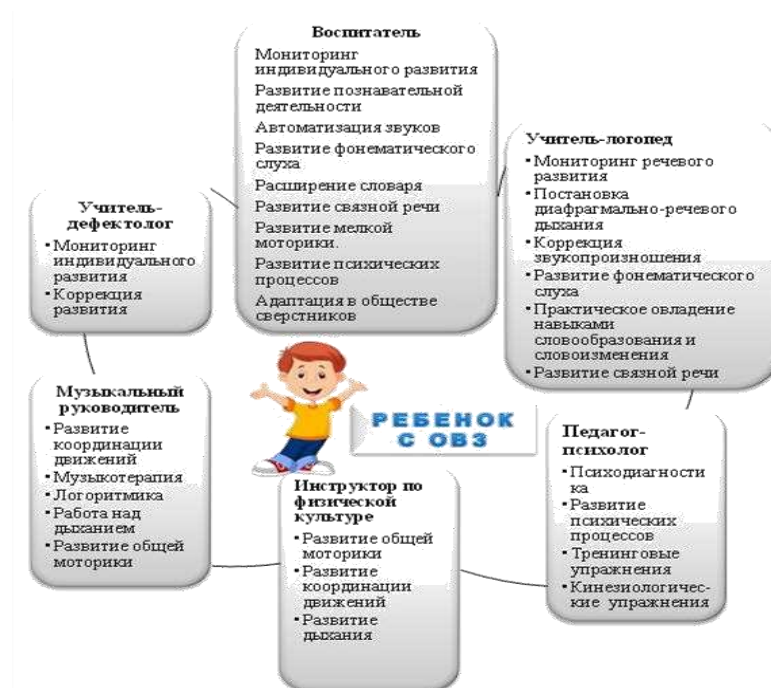 Воспитатель
Мониторинг
индивидуального развития
Развитие познавательной
деятельности
Автоматизация звуков
Развитие фонематического
слуха
Расширение словаря
Развитие связной речи
Развитие мелкой
моторики.
Развитие психических
процессов
Адаптация в обществе
сверстников
Учитель-логопед
• Мониторинг речевого
развития
• Постановка
диафрагмально-речевого
дыхания
• Коррекция
звукопроизношения
• Развитие фонематического
слуха
• Практическое овладение
навыками
словообразования и
словоизменения
• Развитие связной речи
Педагог-
психолог
• Психодиагности
ка
• Развитие
психических
процессов
• Тренинговые
упражнения
• Кинезиологичес-
кие упражнения
Инструктор по
физической
культуре
• Развитие общей
моторики
• Развитие
координации
движений
• Развитие
дыхания
Музыкальный
руководитель
• Развитие
координации
движений
• Музыкотерапия
• Логоритмика
• Работа над
дыханием
• Развитие общей
моторики
Учитель-
дефектолог
• Мониторинг
индивидуального
развития
• Коррекция
развития
РЕБЕНОК
С ОВЗ